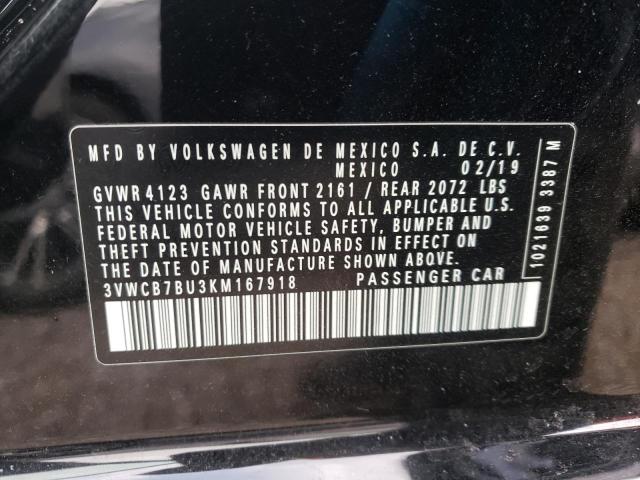 MFD BY VOLKSWAGEN DE MEXICO S.A. DE C.V.
MEXICO 02/19
GVWR 4123 GAWR FRONT 2161 / REAR 2072 LBS
THIS VEHICLE CONFORMS TO ALL APPLICABLE U.S.
FEDERAL MOTOR VEHICLE SAFETY, BUMPER AND
THEFT PREVENTION STANDARDS IN EFFECT ON
THE DATE OF MANUFACTURE SHOWN ABOVE.
3VWCB7BU3KM167918 PASSENGER CAR
1021639 3387 M